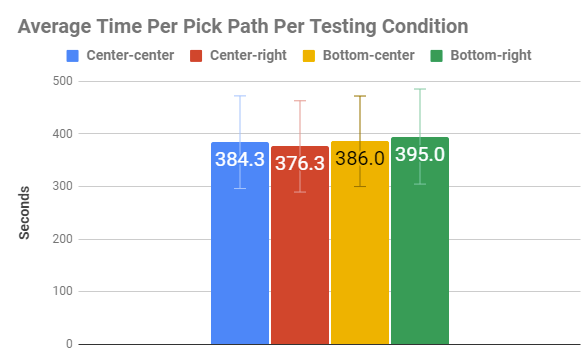 Average Time Per Pick Path Per Testing Condition
Center-center Center-right Bottom-center Bottom-right
500
400
300
200
100
0
Seconds
384.3 376.3 386.0 395.0